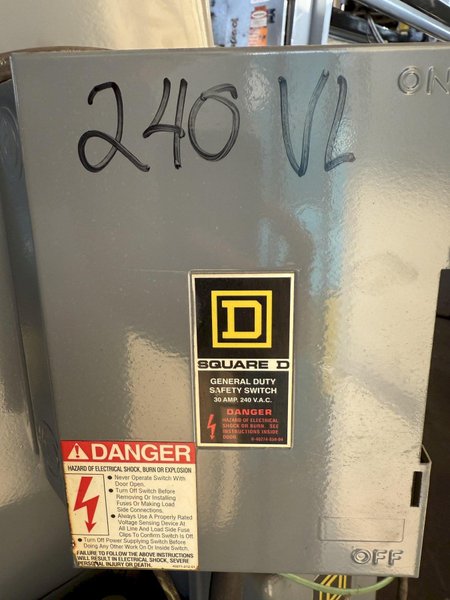 ON
240 VL
D
SQUARE D
GENERAL DUTY
SAFETY SWITCH
30 AMP. 240 V.A.C.
DANGER
HAZARD OF ELECTRICAL
SHOCK OR BURN. SEE
INSTRUCTIONS INSIDE
DOOR.
DANGER
HAZARD OF ELECTRICAL SHOCK, BURN OR EXPLOSION
● Never Operate Switch With
Door Open.
● Turn Off Switch Before
Removing Or Installing
Fuses Or Making Load
Side Connections.
● Always Use A Properly Rated
Voltage Sensing Device At
All Line And Load Side Fuse
Clips To Confirm Switch Is Off
● Turn Off Power Supplying Switch Before
Doing Any Other Work On Or Inside Switch.
FAILURE TO FOLLOW THE ABOVE INSTRUCTIONS
WILL RESULT IN ELECTRICAL SHOCK, SEVERE
PERSONAL INJURY OR DEATH.
OFF